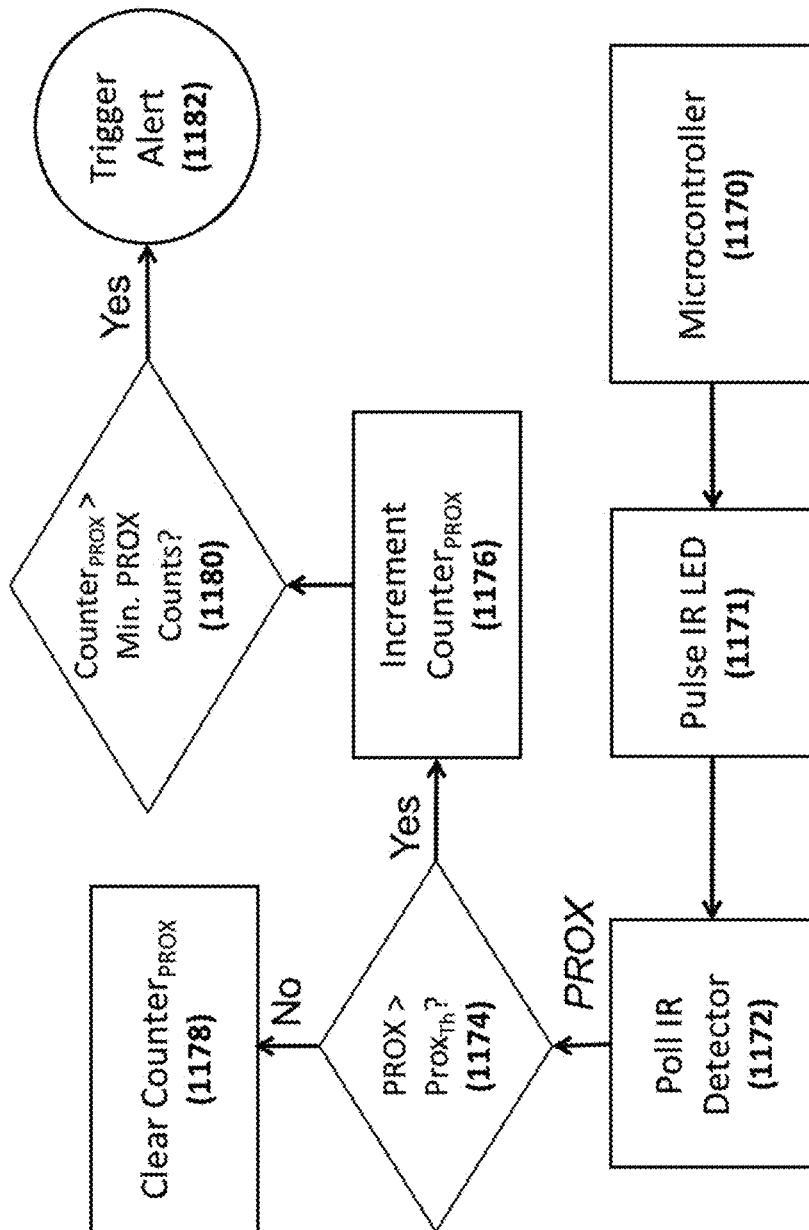 Microcontroller
(1170)
Pulse IR LED
(1171)
Poll IR
Detector
(1172)
PROX
PROX >
Prox_Th?
(1174)
No
Clear Counter_PROX
(1178)
Yes
Increment
Counter_PROX
(1176)
Counter_PROX >
Min. PROX
Counts?
(1180)
Yes
Trigger
Alert
(1182)